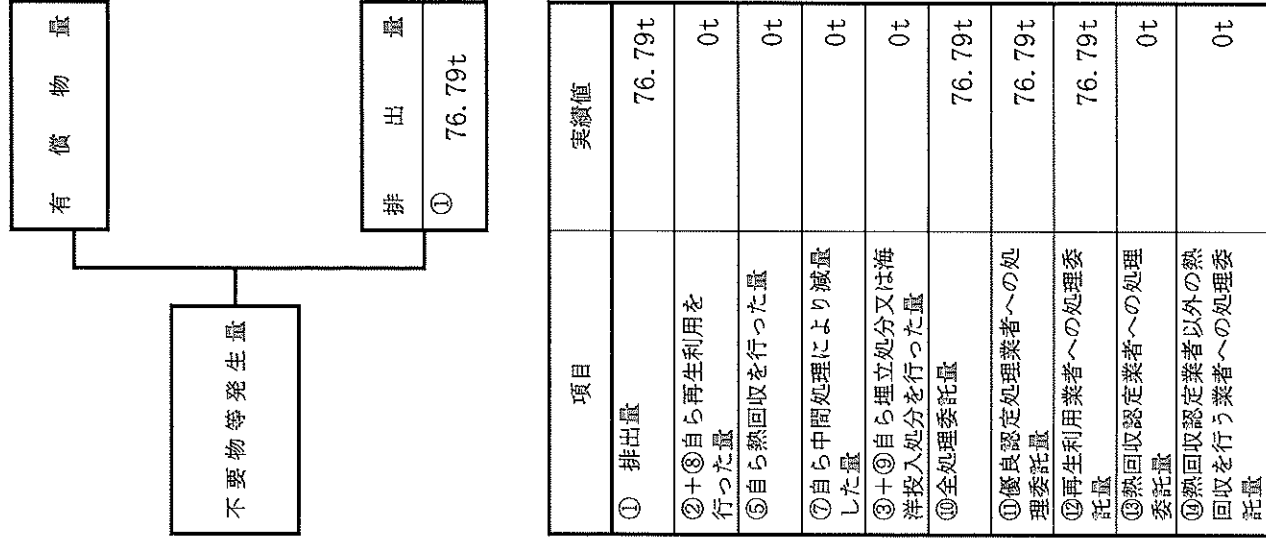 有償物量
不要物等発生量
排出量
① 76.79t
項目 実績値
① 排出量 76.79t
②+⑧自ら再生利用を
行った量 0t
⑤自ら熱回収を行った量 0t
⑦自ら中間処理により減量
した量 0t
③+⑨自ら埋立処分又は海
洋投入処分を行った量 0t
⑩全処理委託量 76.79t
⑪優良認定処理業者への処
理委託量 76.79t
⑫再生利用業者への処理委
託量 76.79t
⑬熱回収認定業者への処理
委託量 0t
⑭熱回収認定業者以外の熱
回収を行う業者への処理委
託量 0t